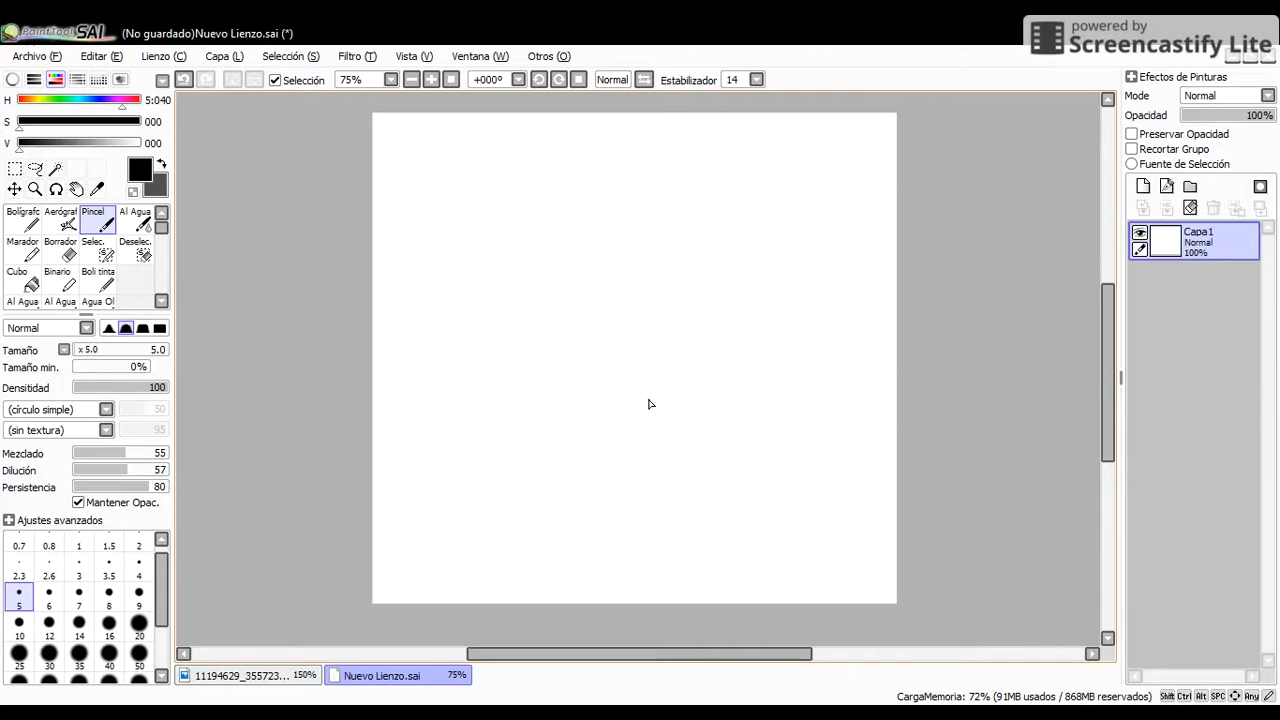 powered by
Screencastify Lite
PaintTool SAI (No guardado)Nuevo Lienzo.sai (*)
Archivo (F) Editar (E) Lienzo (C) Capa (L) Selección (S) Filtro (T) Vista (V) Ventana (W) Otros (O)
Selección 75% +000º Normal Estabilizador 14
H 5:040
S 000
V 000
Bolígrafc Aerógraf Pincel Al Agua
Marador Borrador Selec. Deselec.
Cubo Binario Boli tinta
Al Agua Al Agua Agua Ol
Normal
Tamaño x 5.0 5.0
Tamaño min. 0%
Densitidad 100
(círculo simple) 50
(sin textura) 95
Mezclado 55
Dilución 57
Persistencia 80
Mantener Opac.
Ajustes avanzados
0.7 0.8 1 1.5 2
2.3 2.6 3 3.5 4
5 6 7 8 9
10 12 14 16 20
25 30 35 40 50
Efectos de Pinturas
Mode Normal
Opacidad 100%
Preservar Opacidad
Recortar Grupo
Fuente de Selección
Capa1
Normal
100%
11194629_355723... 150% Nuevo Lienzo.sai 75%
CargaMemoria: 72% (91MB usados / 868MB reservados) Shift Ctrl Alt SPC Any